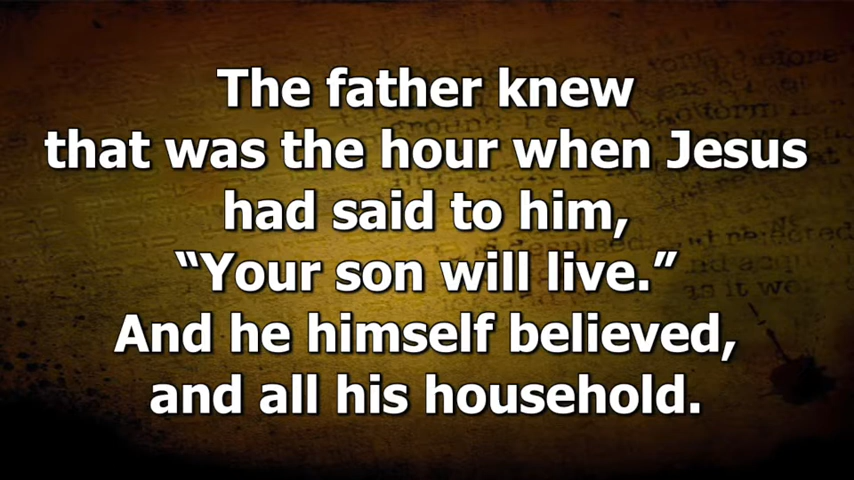 The father knew
that was the hour when Jesus
had said to him,
“Your son will live.”
And he himself believed,
and all his household.